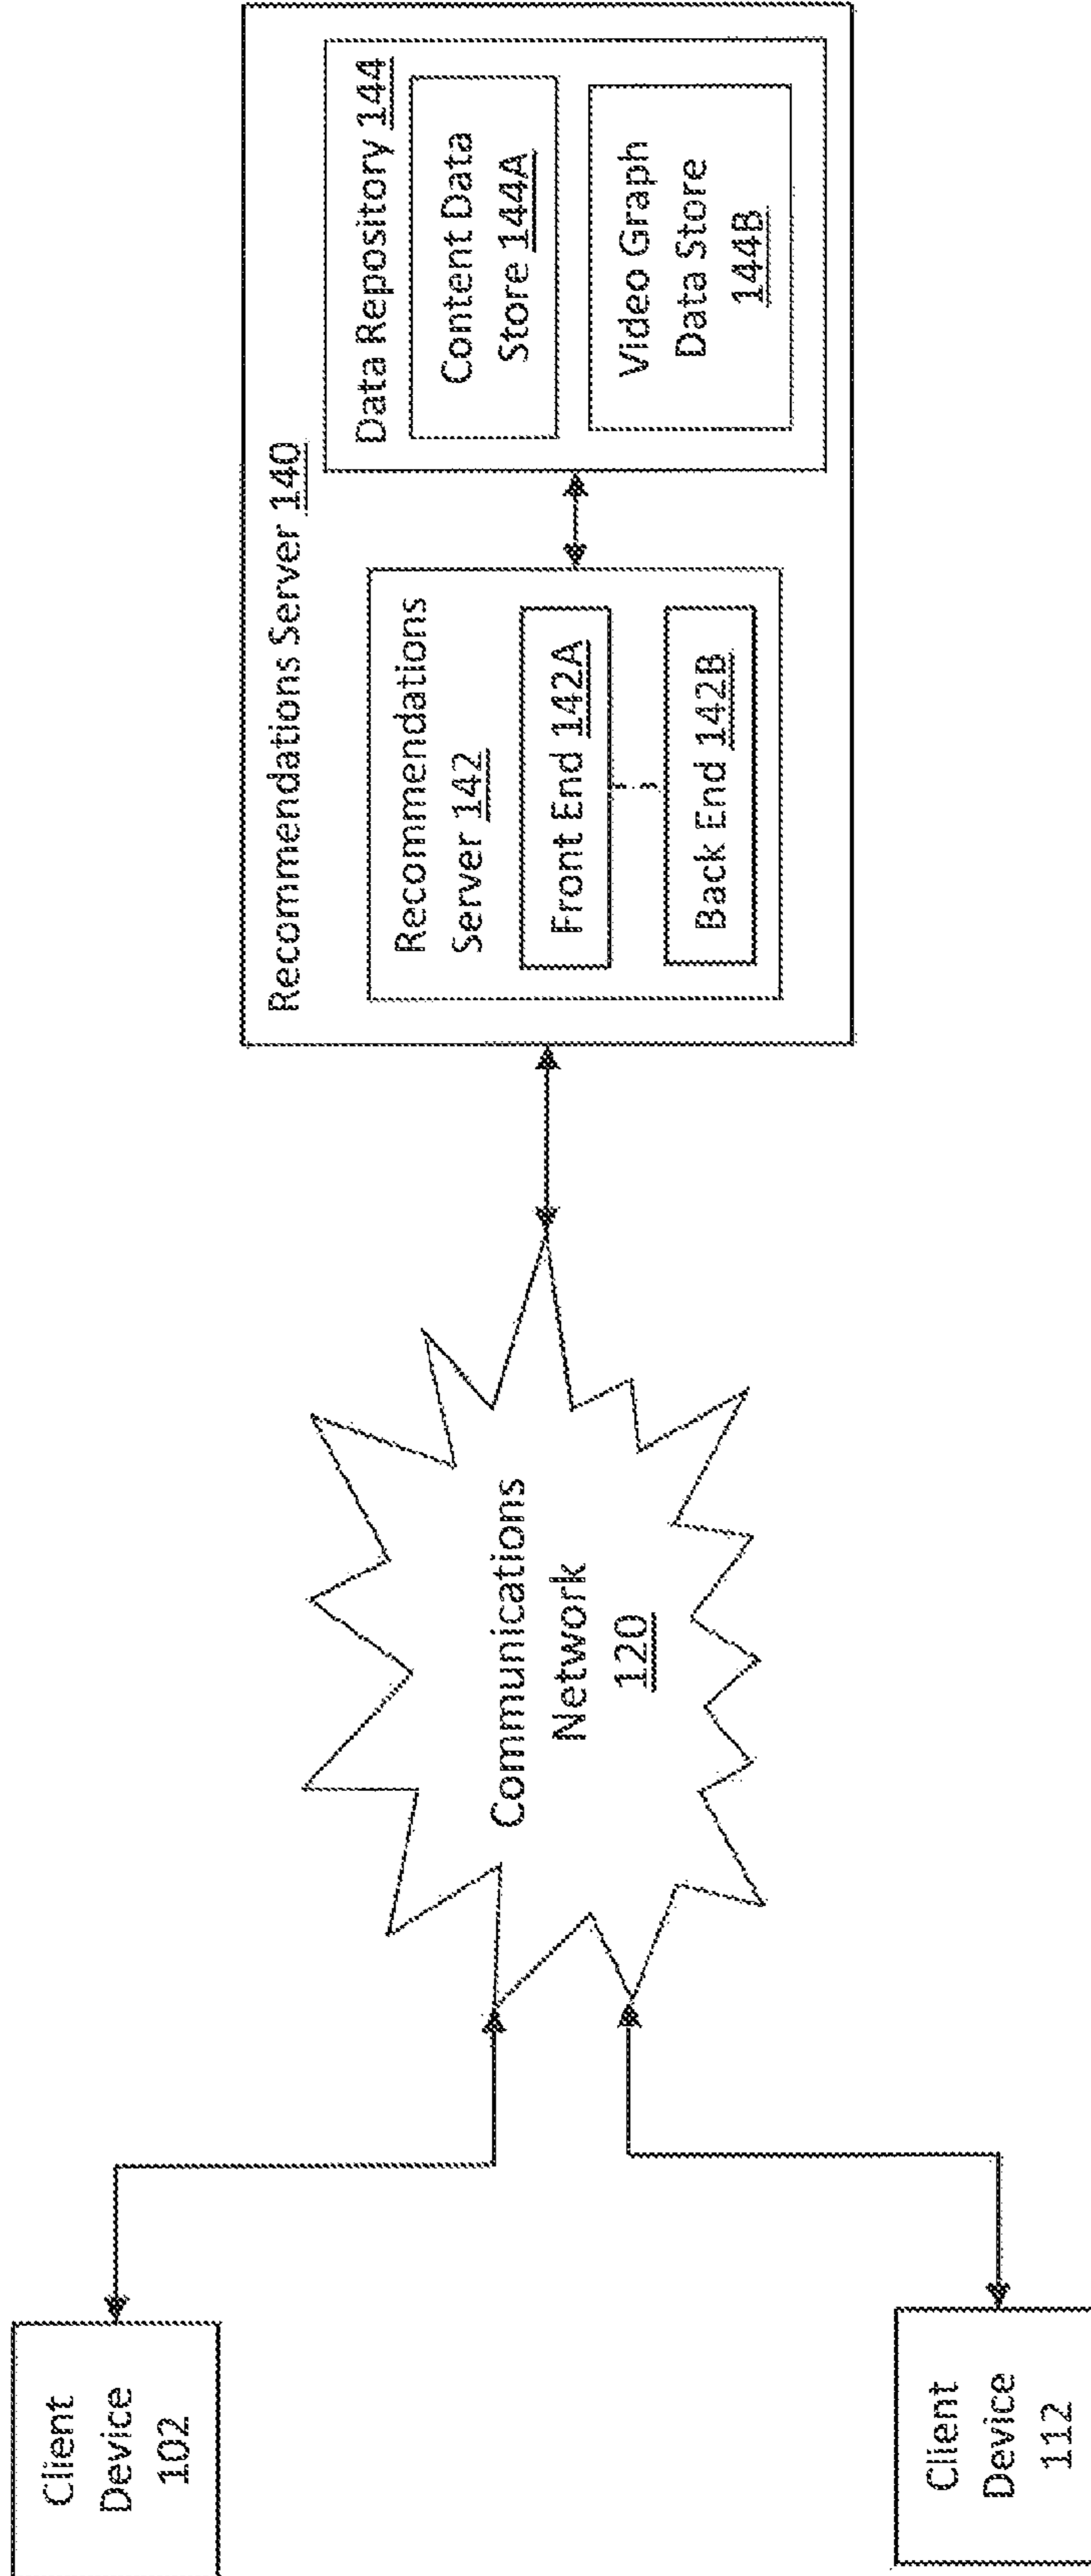 Client
Device
102
Client
Device
112
Communications
Network
120
Recommendations Server 140
Recommendations
Server 142
Front End 142A
Back End 142B
Data Repository 144
Content Data
Store 144A
Video Graph
Data Store
144B